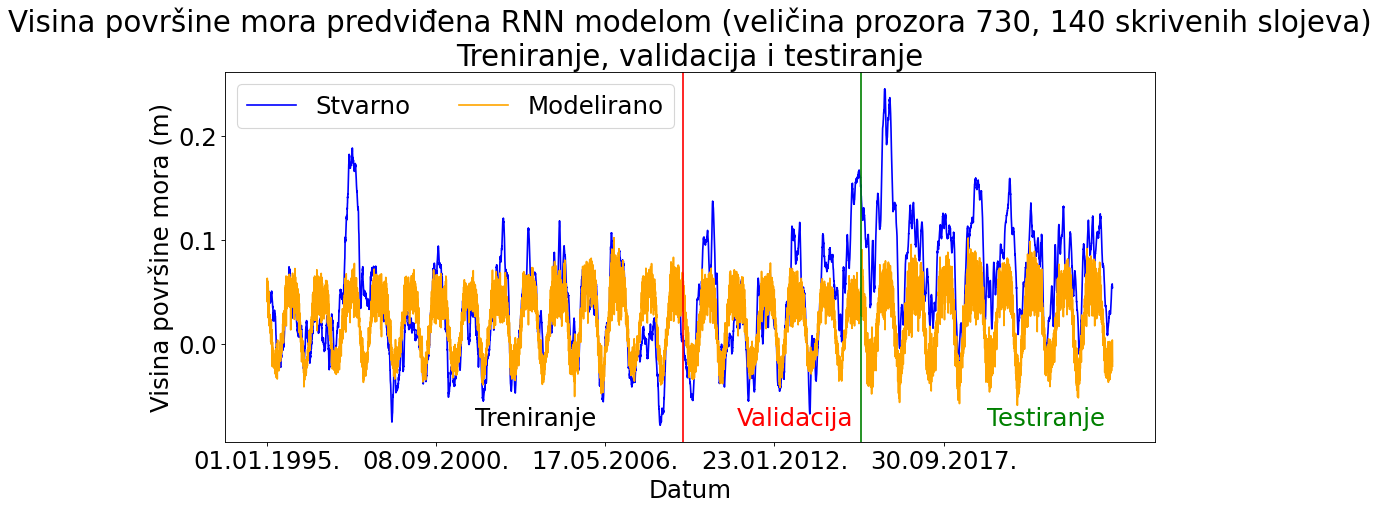 Visina površine mora predviđena RNN modelom (veličina prozora 730, 140 skrivenih slojeva)
Treniranje, validacija i testiranje
Stvarno
Modelirano
Visina površine mora (m)
0.2
0.1
0.0
Treniranje
Validacija
Testiranje
01.01.1995.
08.09.2000.
17.05.2006.
23.01.2012.
30.09.2017.
Datum